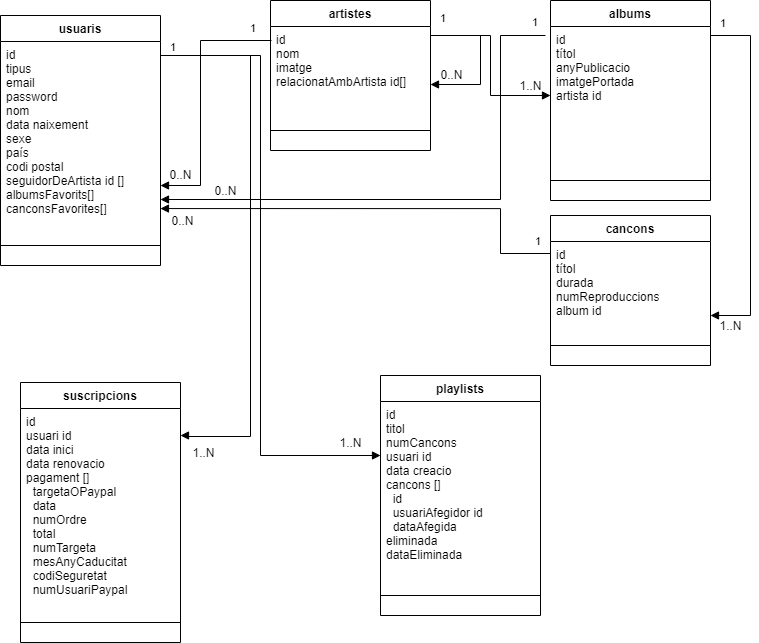 usuaris
id
tipus
email
password
nom
data naixement
sexe
país
codi postal
seguidorDeArtista id []
albumsFavorits[]
canconsFavorites[]
1
1
0..N
0..N
0..N
artistes
id
nom
imatge
relacionatAmbArtista id[]
1
0..N
1
1..N
albums
id
títol
anyPublicacio
imatgePortada
artista id
1
cancons
id
títol
durada
numReproduccions
album id
1
1..N
suscripcions
id
usuari id
data inici
data renovacio
pagament []
targetaOPaypal
data
numOrdre
total
numTargeta
mesAnyCaducitat
codiSeguretat
numUsuariPaypal
1..N
1..N
playlists
id
titol
numCancons
usuari id
data creacio
cancons []
id
usuariAfegidor id
dataAfegida
eliminada
dataEliminada